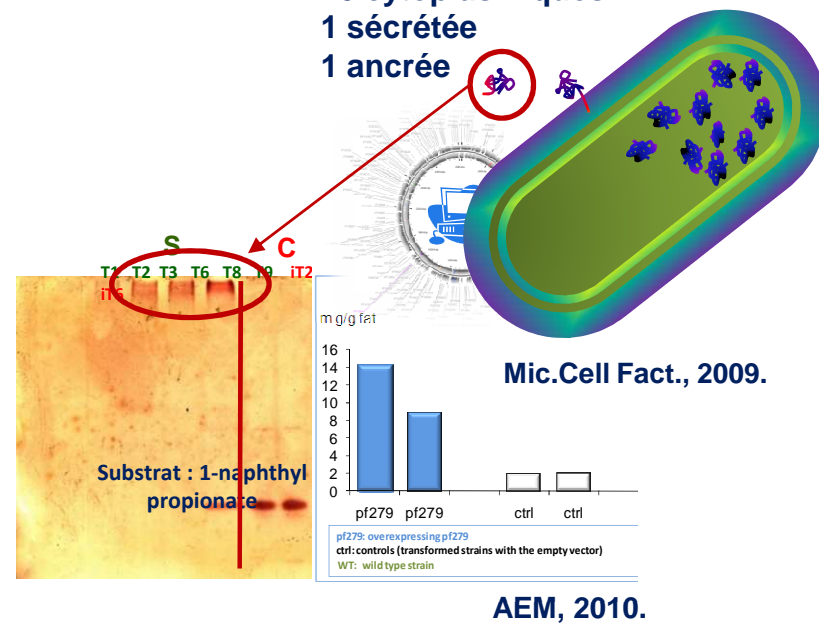 1 sécrétée
1 ancrée
S C
T1 T2 T3 T6 T8 T9 iT2
iT6
Substrat : 1-naphthyl
propionate
mg/g fat
16
14
12
10
8
6
4
2
0
pf279 pf279 ctrl ctrl
pf279: overexpressing pf279
ctrl: controls (transformed strains with the empty vector)
WT: wild type strain
Mic.Cell Fact., 2009.
AEM, 2010.